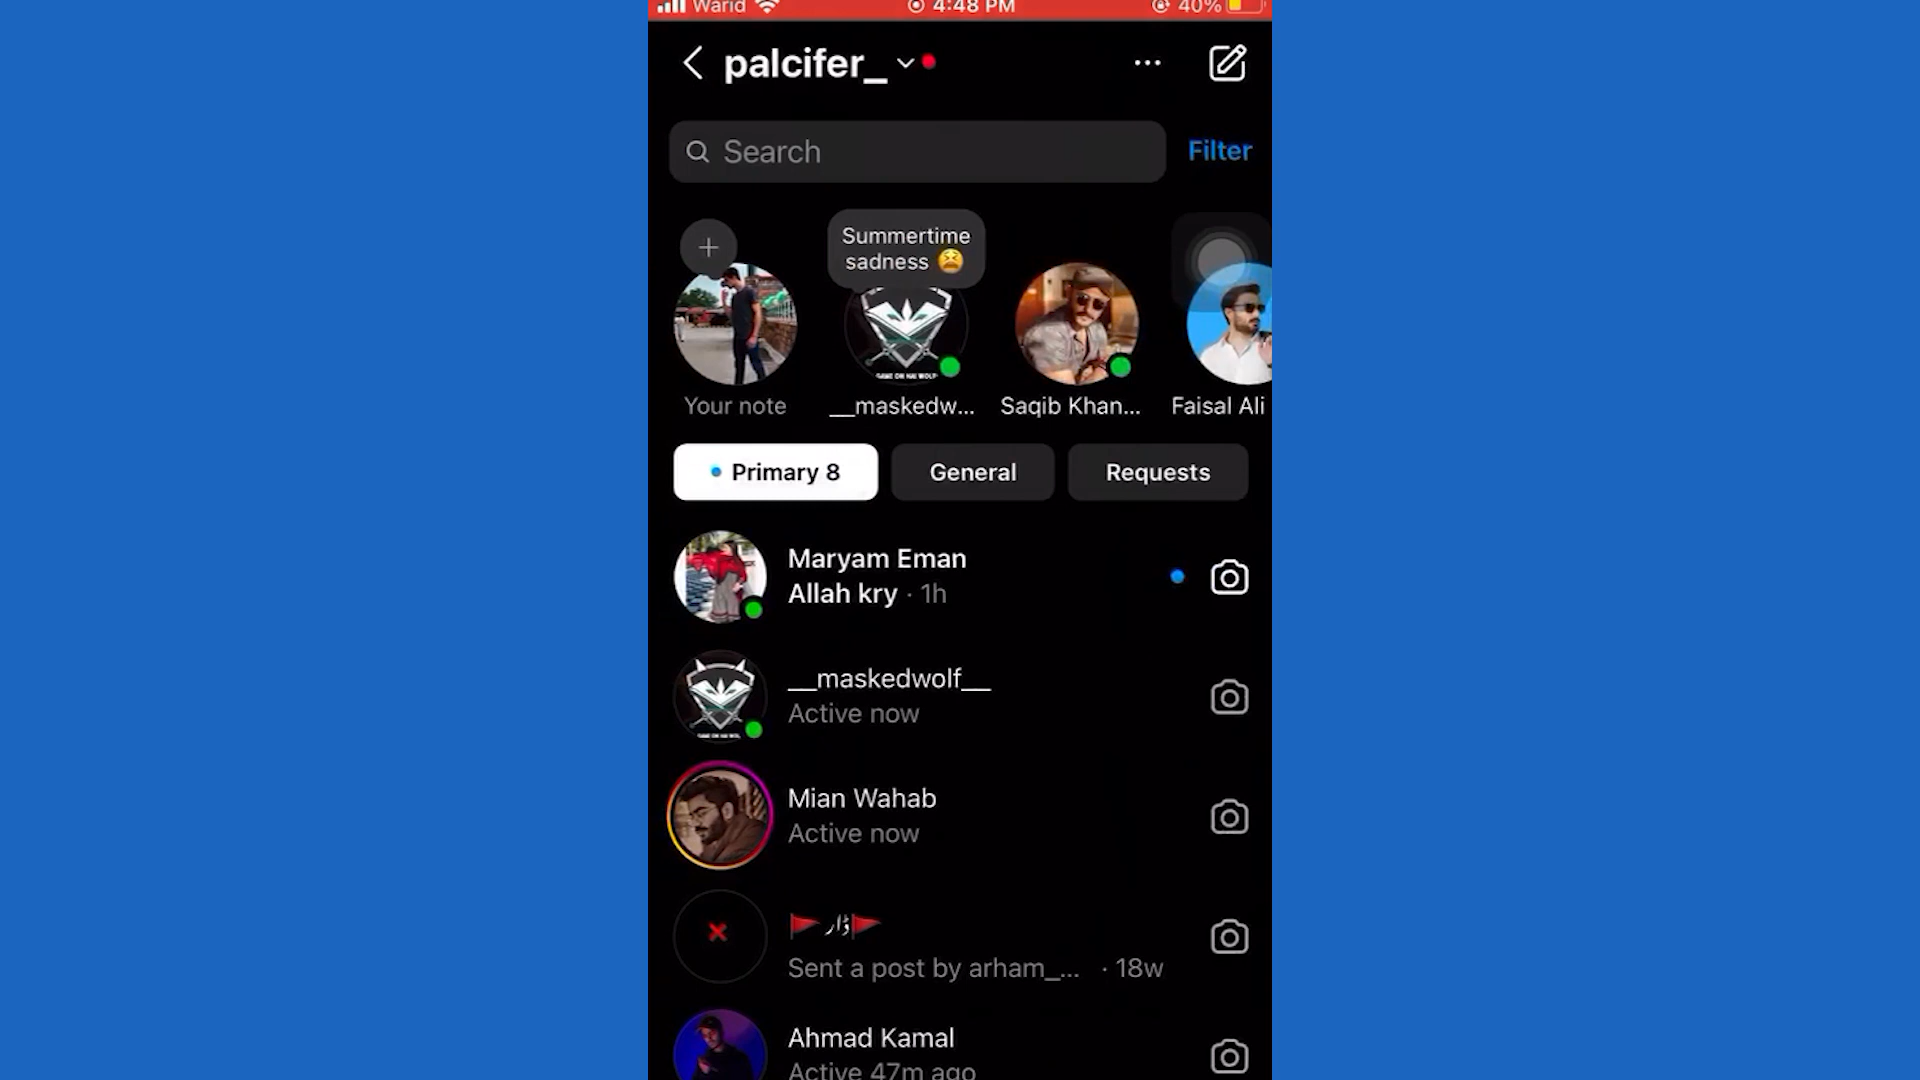 Warid 4:48 PM 40%
palcifer_
Search
Filter
Summertime
sadness 😫
Your note
__maskedw...
Saqib Khan...
Faisal Ali
Primary 8
General
Requests
Maryam Eman
Allah kry · 1h
__maskedwolf__
Active now
Mian Wahab
Active now
🚩ڈار🚩
Sent a post by arham_... · 18w
Ahmad Kamal
Active 47m ago